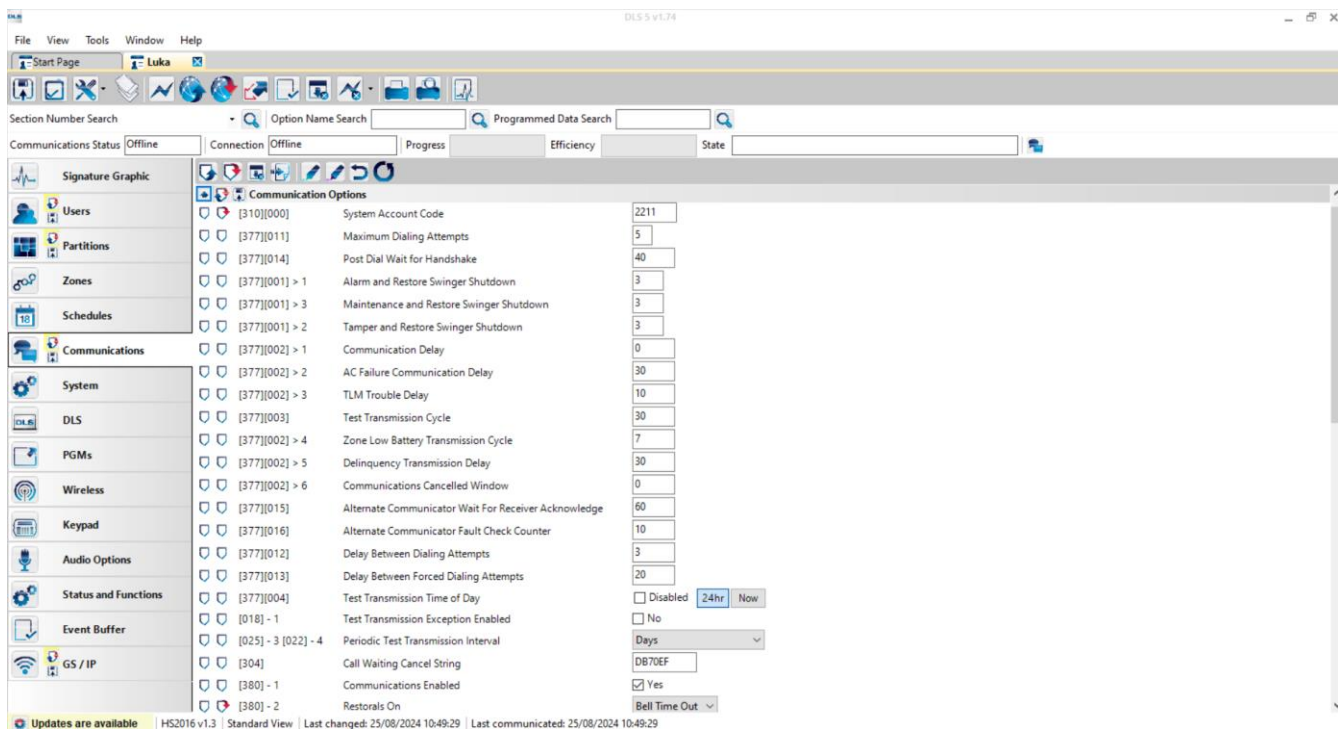 DLS 5 v1.74
File View Tools Window Help
Start Page Luka
Section Number Search Option Name Search Programmed Data Search
Communications Status Offline Connection Offline Progress Efficiency State
Signature Graphic
Users
Partitions
Zones
18 Schedules
Communications
System
DLS DLS
PGMs
Wireless
Keypad
Audio Options
Status and Functions
Event Buffer
GS / IP
Communication Options
[310][000] System Account Code 2211
[377][011] Maximum Dialing Attempts 5
[377][014] Post Dial Wait for Handshake 40
[377][001] > 1 Alarm and Restore Swinger Shutdown 3
[377][001] > 3 Maintenance and Restore Swinger Shutdown 3
[377][001] > 2 Tamper and Restore Swinger Shutdown 3
[377][002] > 1 Communication Delay 0
[377][002] > 2 AC Failure Communication Delay 30
[377][002] > 3 TLM Trouble Delay 10
[377][003] Test Transmission Cycle 30
[377][002] > 4 Zone Low Battery Transmission Cycle 7
[377][002] > 5 Delinquency Transmission Delay 30
[377][002] > 6 Communications Cancelled Window 0
[377][015] Alternate Communicator Wait For Receiver Acknowledge 60
[377][016] Alternate Communicator Fault Check Counter 10
[377][012] Delay Between Dialing Attempts 3
[377][013] Delay Between Forced Dialing Attempts 20
[377][004] Test Transmission Time of Day Disabled 24hr Now
[018] - 1 Test Transmission Exception Enabled No
[025] - 3 [022] - 4 Periodic Test Transmission Interval Days
[304] Call Waiting Cancel String DB70EF
[380] - 1 Communications Enabled Yes
[380] - 2 Restorals On Bell Time Out
Updates are available HS2016 v1.3 Standard View Last changed: 25/08/2024 10:49:29 Last communicated: 25/08/2024 10:49:29